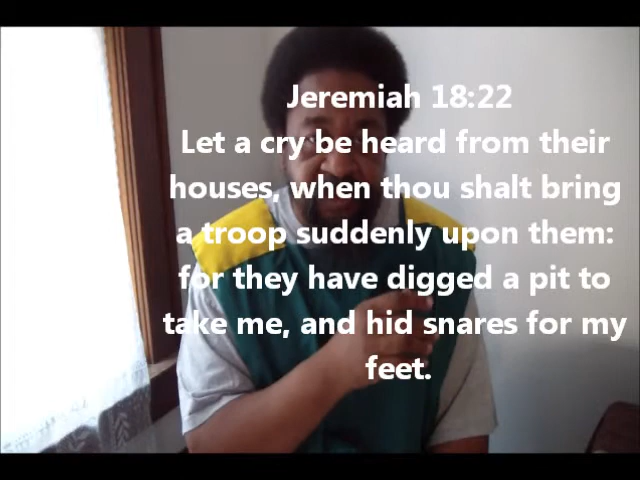 Jeremiah 18:22
Let a cry be heard from their
houses, when thou shalt bring
a troop suddenly upon them:
for they have digged a pit to
take me, and hid snares for my
feet.